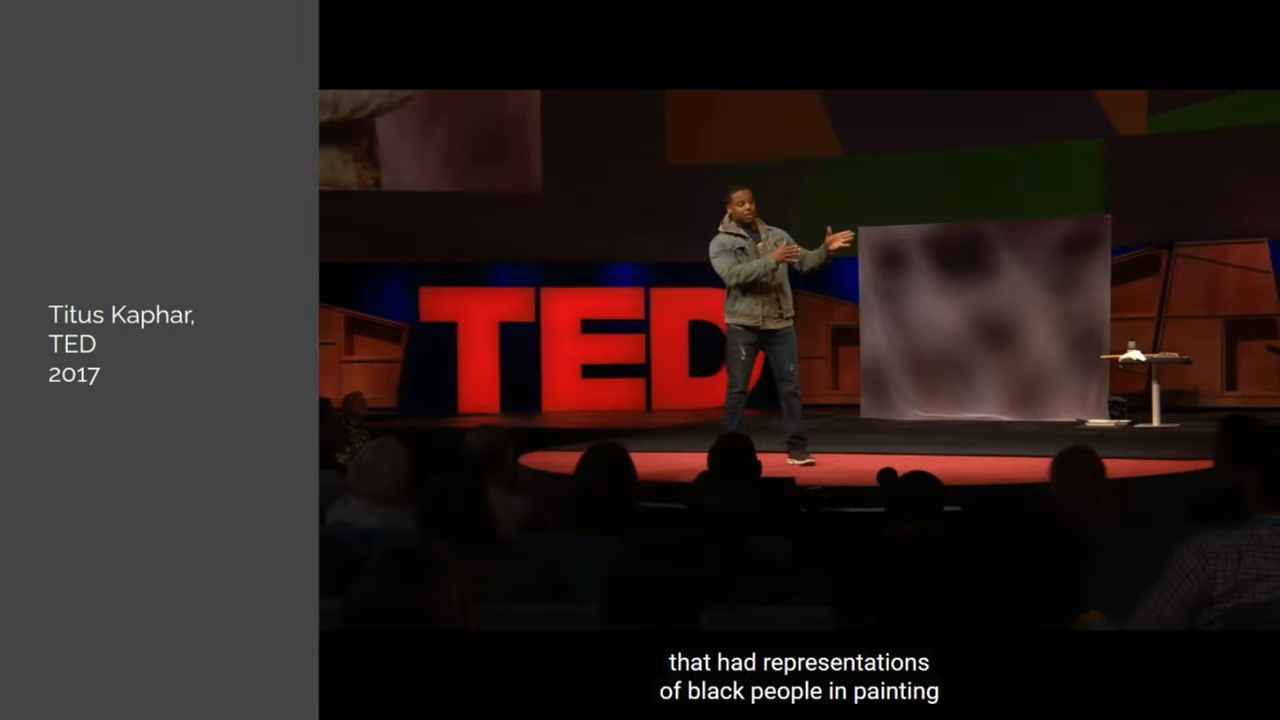 Titus Kaphar,
TED
2017
TED
that had representations
of black people in painting